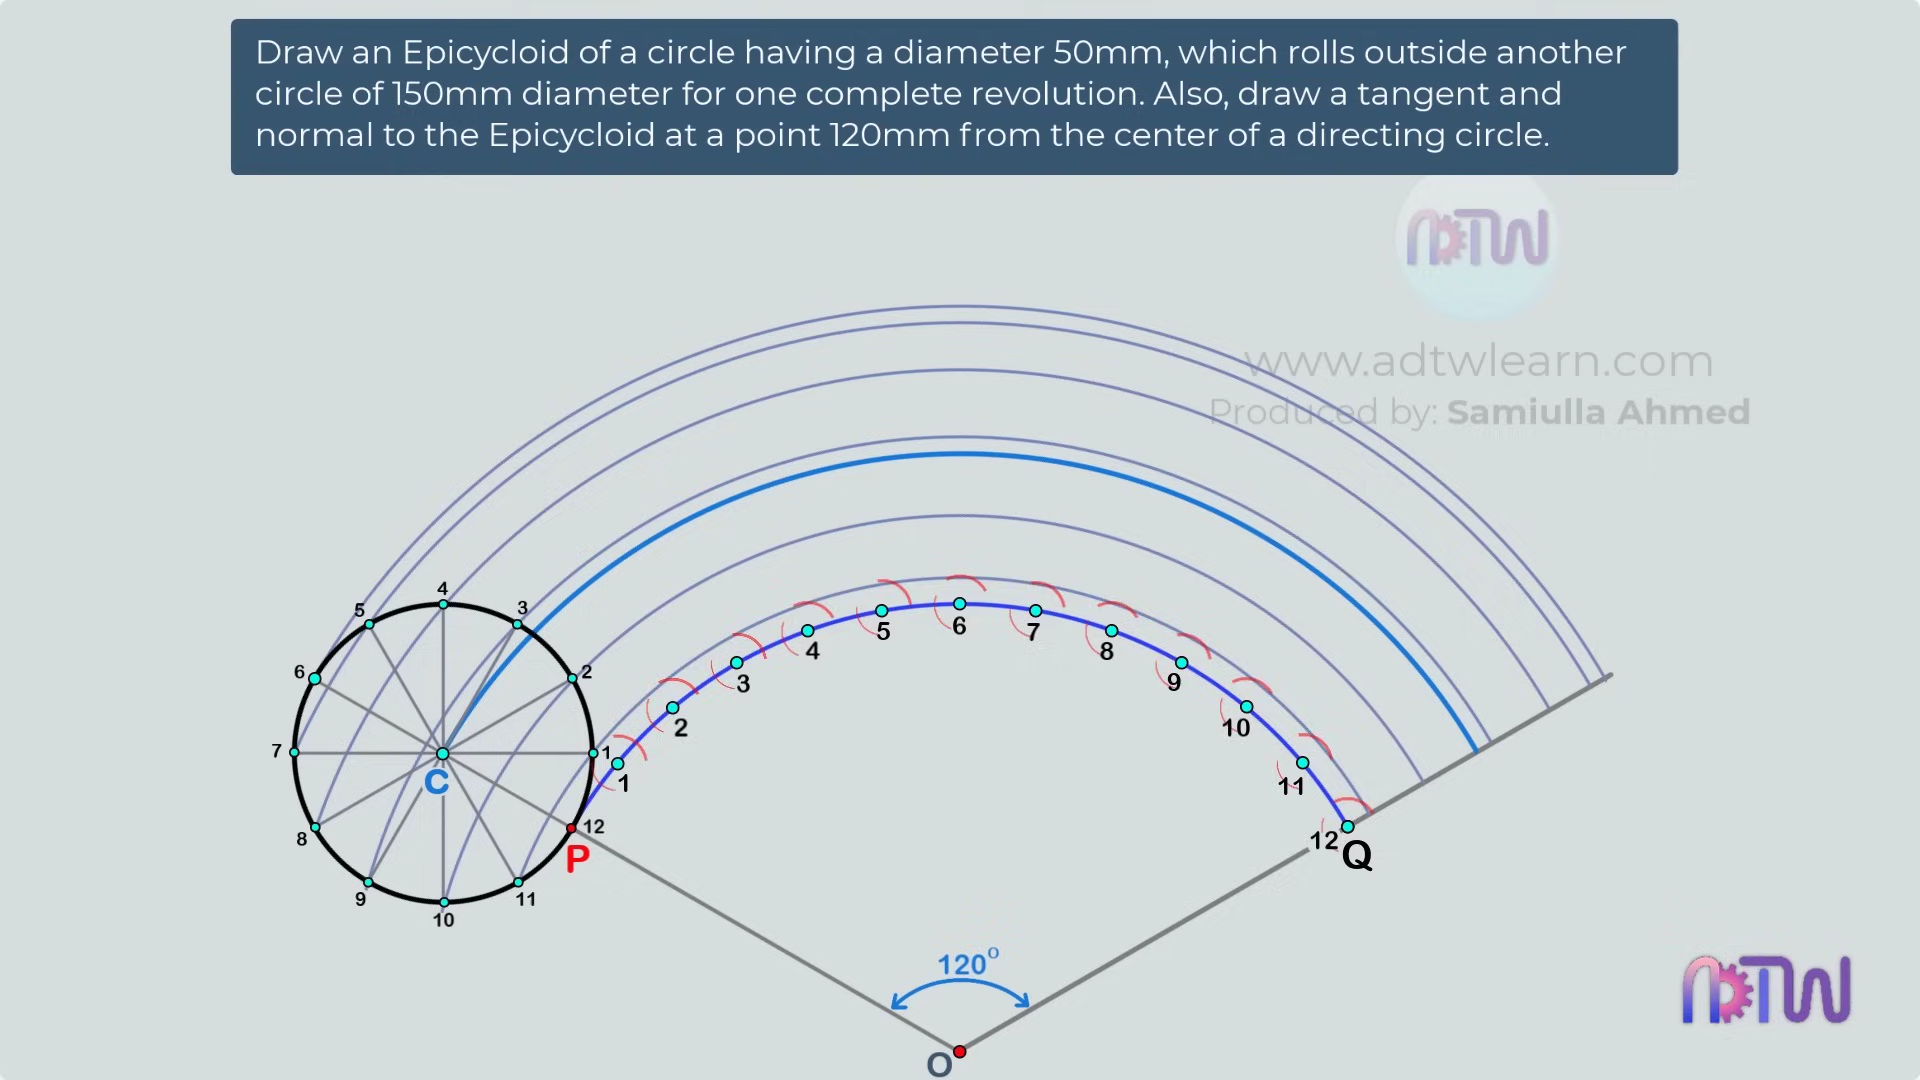 Draw an Epicycloid of a circle having a diameter 50mm, which rolls outside another
circle of 150mm diameter for one complete revolution. Also, draw a tangent and
normal to the Epicycloid at a point 120mm from the center of a directing circle.
ADTW
www.adtwlearn.com
Produced by: Samiulla Ahmed
4
5
3
6
2
7
1
C
8
12
P
9
11
10
1
2
3
4
5
6
7
8
9
10
11
12
Q
120°
O
ADTW